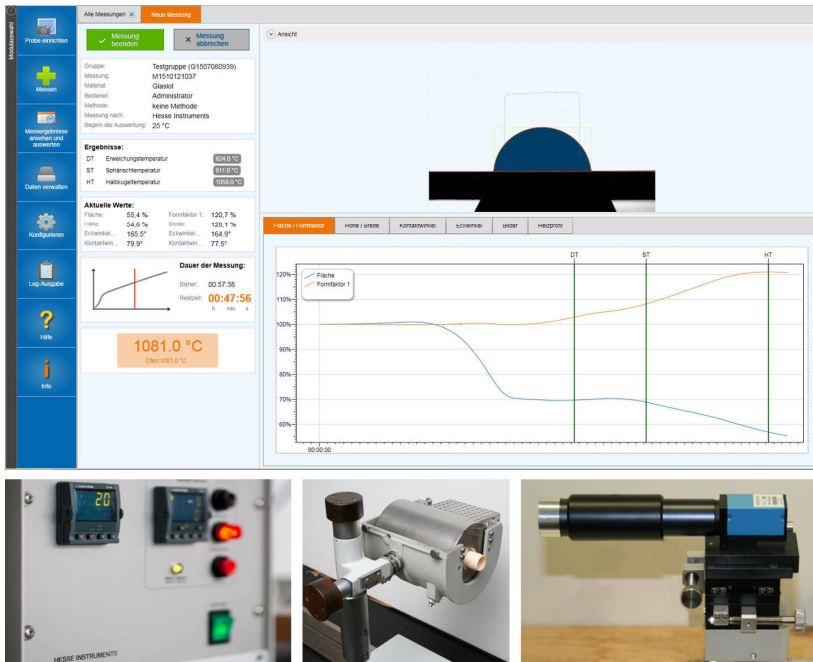 Modulauswahl
Probe einrichten
Messen
Messergebnisse
ansehen und
auswerten
Daten verwalten
Konfigurieren
Log-Ausgabe
Hilfe
Info
Alle Messungen ×
Neue Messung
Messung
beenden
Messung
abbrechen
Gruppe: Testgruppe (G1507080939)
Messung: M1510121037
Material: Glaslot
Bediener: Administrator
Methode: keine Methode
Messung nach: Hesse Instruments
Beginn der Auswertung: 25 °C
Ergebnisse:
DT Erweichungstemperatur 824.0 °C
ST Sphärischtemperatur 911.0 °C
HT Halbkugeltemperatur 1059.0 °C
Aktuelle Werte:
Fläche: 55,4 % Formfaktor 1: 120,7 %
Höhe: 54,6 % Breite: 126,1 %
Eckwinkel... 165.5° Eckwinkel... 164.9°
Kontaktwin... 79.9° Kontaktwin... 77.5°
Dauer der Messung:
Bisher: 00:57:38
Restzeit: 00:47:56
h min s
1081.0 °C
Ofen: 1081.0 °C
Ansicht
Fläche / Formfaktor
Höhe / Breite
Kontaktwinkel
Eckwinkel
Bilder
Heizprofil
DT ST HT
Fläche
Formfaktor 1
120%
110%
100%
90%
80%
70%
60%
00:00:00
20
HESSE INSTRUMENTS